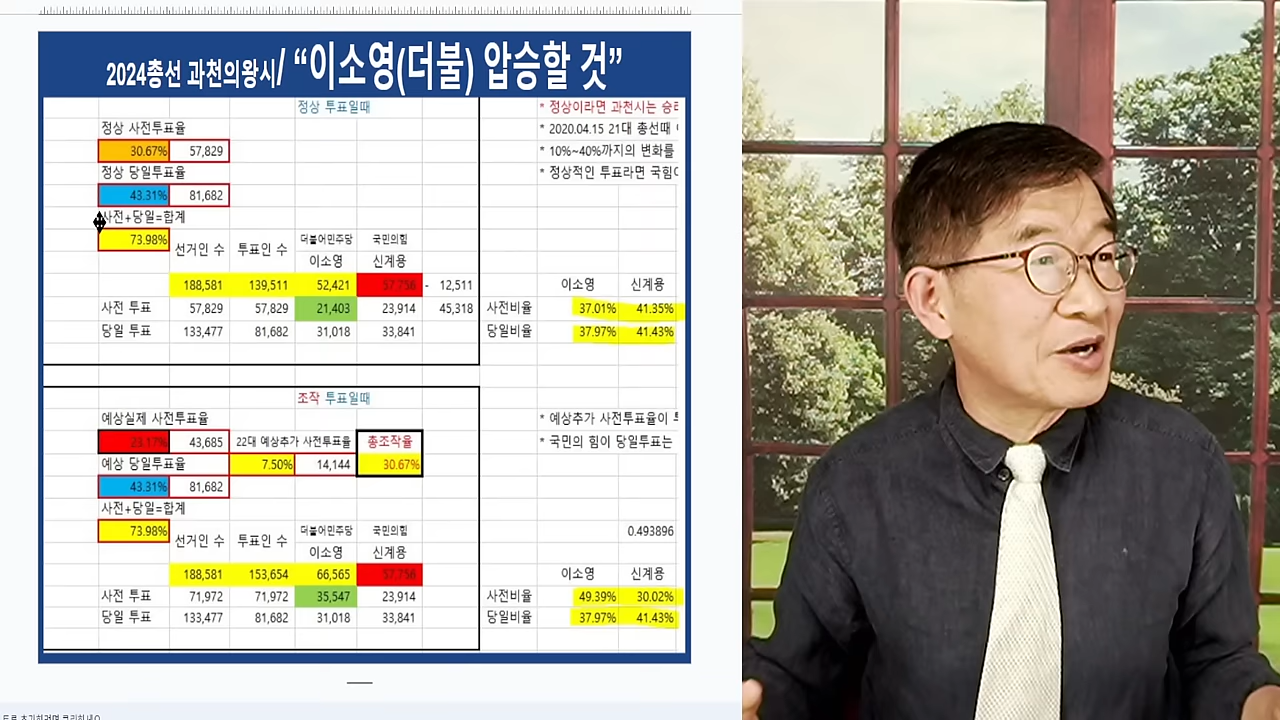 2024총선 과천의왕시/ “이소영(더불) 압승할 것”
정상 투표일때
* 정상이라면 과천시는 승리
정상 사전투표율
* 2020.04.15 21대 총선때
30.67% 57,829
* 10%~40%까지의 변화를
정상 당일투표율
* 정상적인 투표라면 국힘이
43.31% 81,682
사전+당일=합계
73.98% 선거인 수 투표인 수 더불어민주당 국민의힘
이소영 신계용
188,581 139,511 52,421 57,756 - 12,511 이소영 신계용
사전 투표 57,829 57,829 21,403 23,914 45,318 사전비율 37.01% 41.35%
당일 투표 133,477 81,682 31,018 33,841 당일비율 37.97% 41.43%
조작 투표일때
예상실제 사전투표율
* 예상추가 사전투표율이
23.17% 43,685 22대 예상추가 사전투표율 총조작율
* 국민의 힘이 당일투표는
예상 당일투표율 7.50% 14,144 30.67%
43.31% 81,682
사전+당일=합계
73.98% 선거인 수 투표인 수 더불어민주당 국민의힘 0.493896
이소영 신계용
188,581 153,654 66,565 57,756 이소영 신계용
사전 투표 71,972 71,972 35,547 23,914 사전비율 49.39% 30.02%
당일 투표 133,477 81,682 31,018 33,841 당일비율 37.97% 41.43%